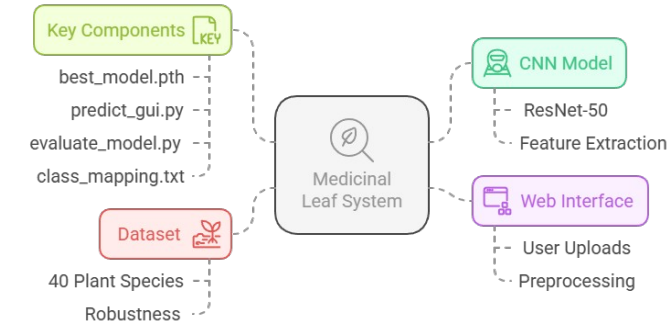 Key Components
KEY
best_model.pth
predict_gui.py
evaluate_model.py
class_mapping.txt
Dataset
40 Plant Species
Robustness
Medicinal
Leaf System
CNN Model
ResNet-50
Feature Extraction
Web Interface
User Uploads
Preprocessing